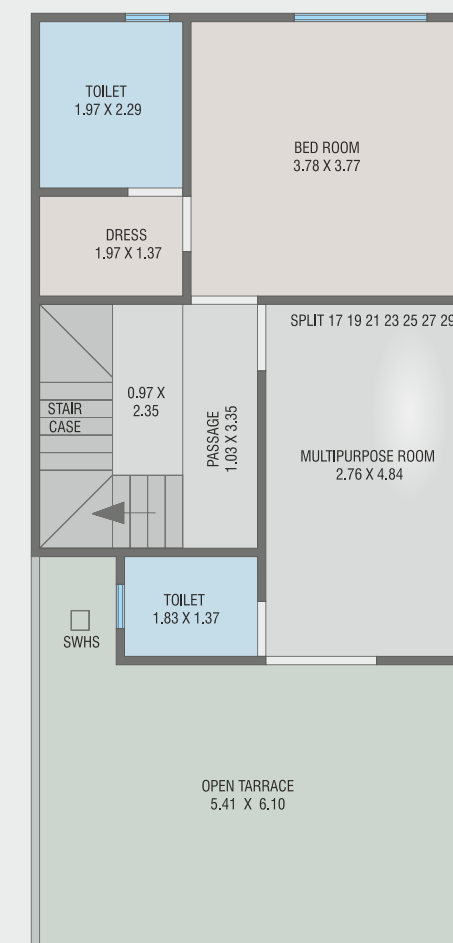 TOILET
1.97 X 2.29
BED ROOM
3.78 X 3.77
DRESS
1.97 X 1.37
SPLIT 17 19 21 23 25 27 29
0.97 X
2.35
STAIR
CASE
PASSAGE
1.03 X 3.35
MULTIPURPOSE ROOM
2.76 X 4.84
TOILET
1.83 X 1.37
SWHS
OPEN TARRACE
5.41 X 6.10